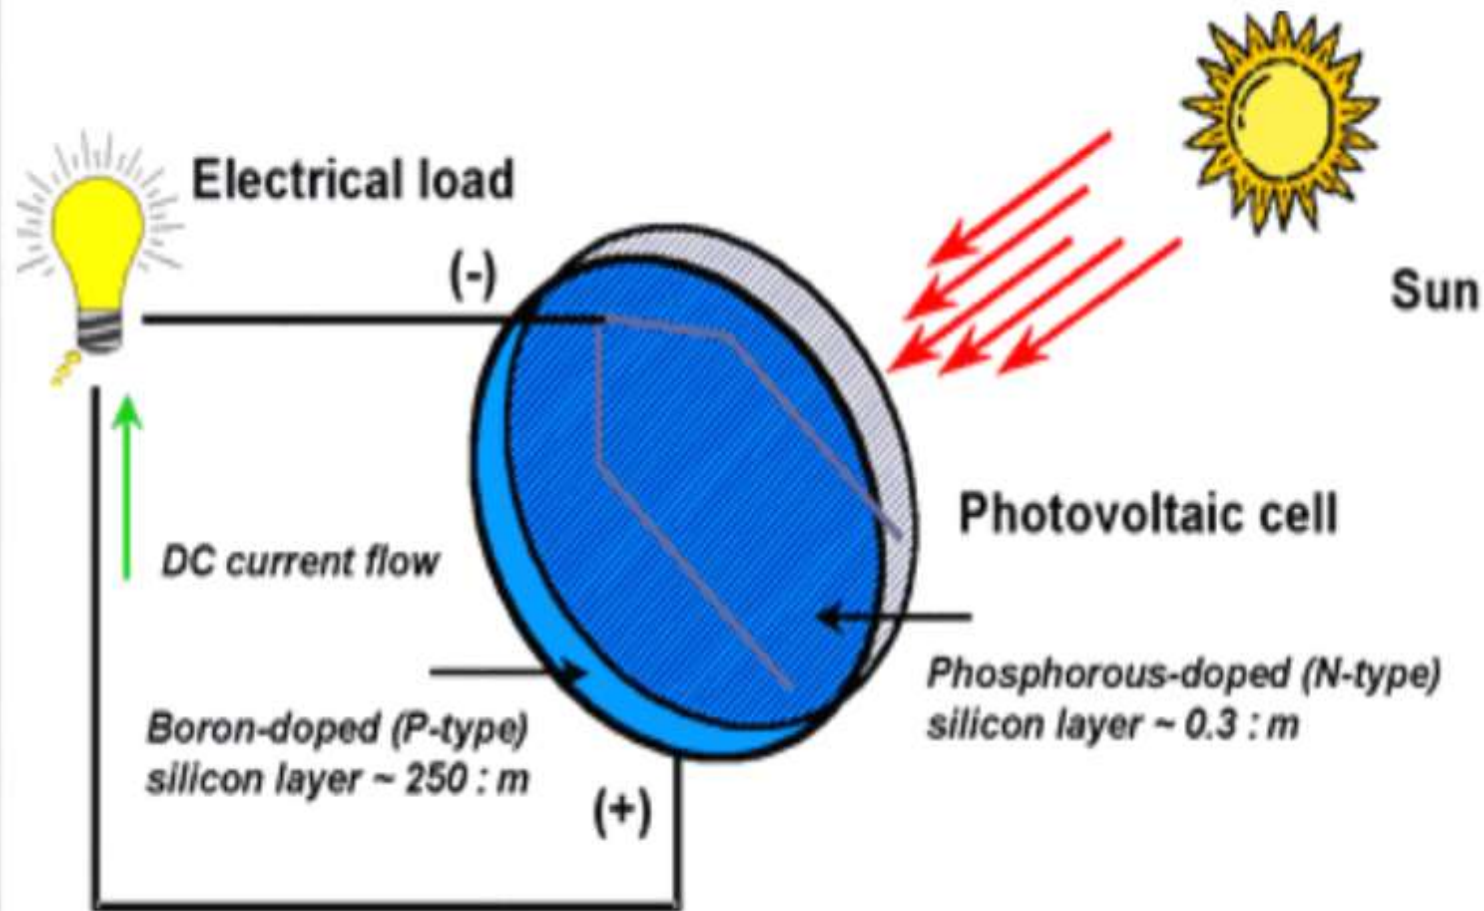 Electrical load
(-)
Sun
Photovoltaic cell
DC current flow
Phosphorous-doped (N-type)
silicon layer ~ 0.3 : m
Boron-doped (P-type)
silicon layer ~ 250 : m
(+)